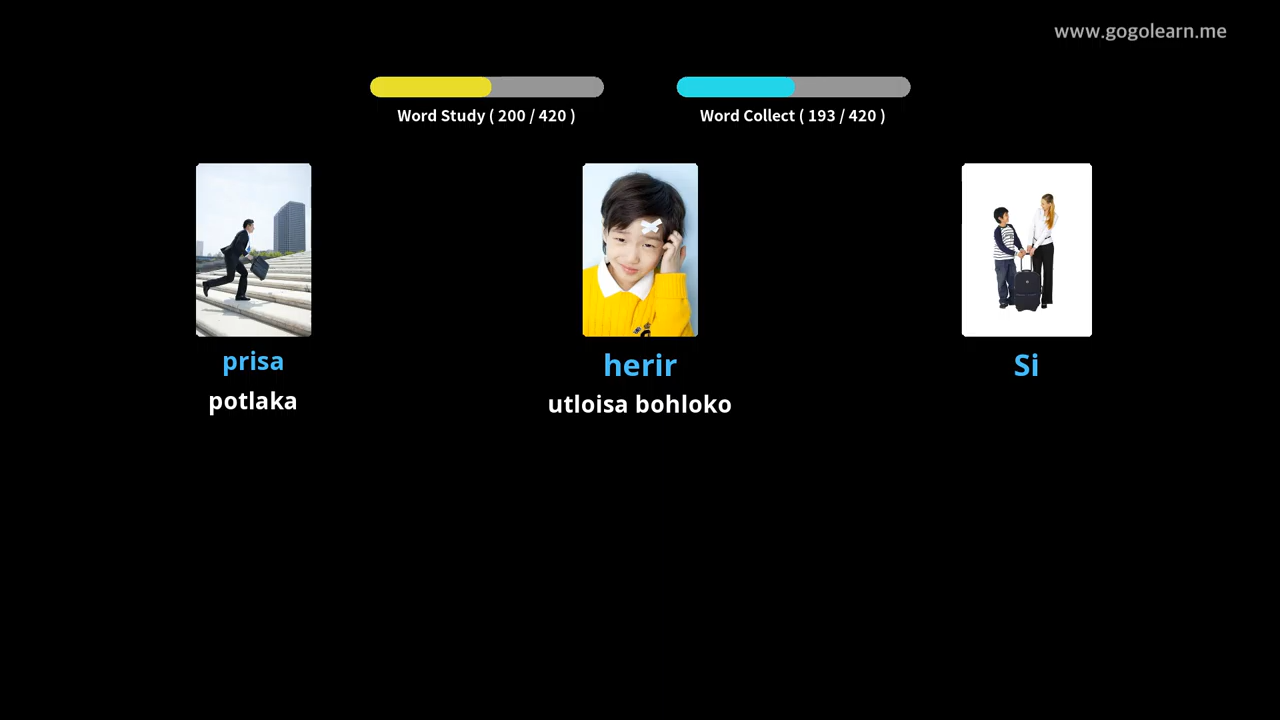 www.gogolearn.me
Word Study ( 200 / 420 )
Word Collect ( 193 / 420 )
prisa
potlaka
herir
utloisa bohloko
Si